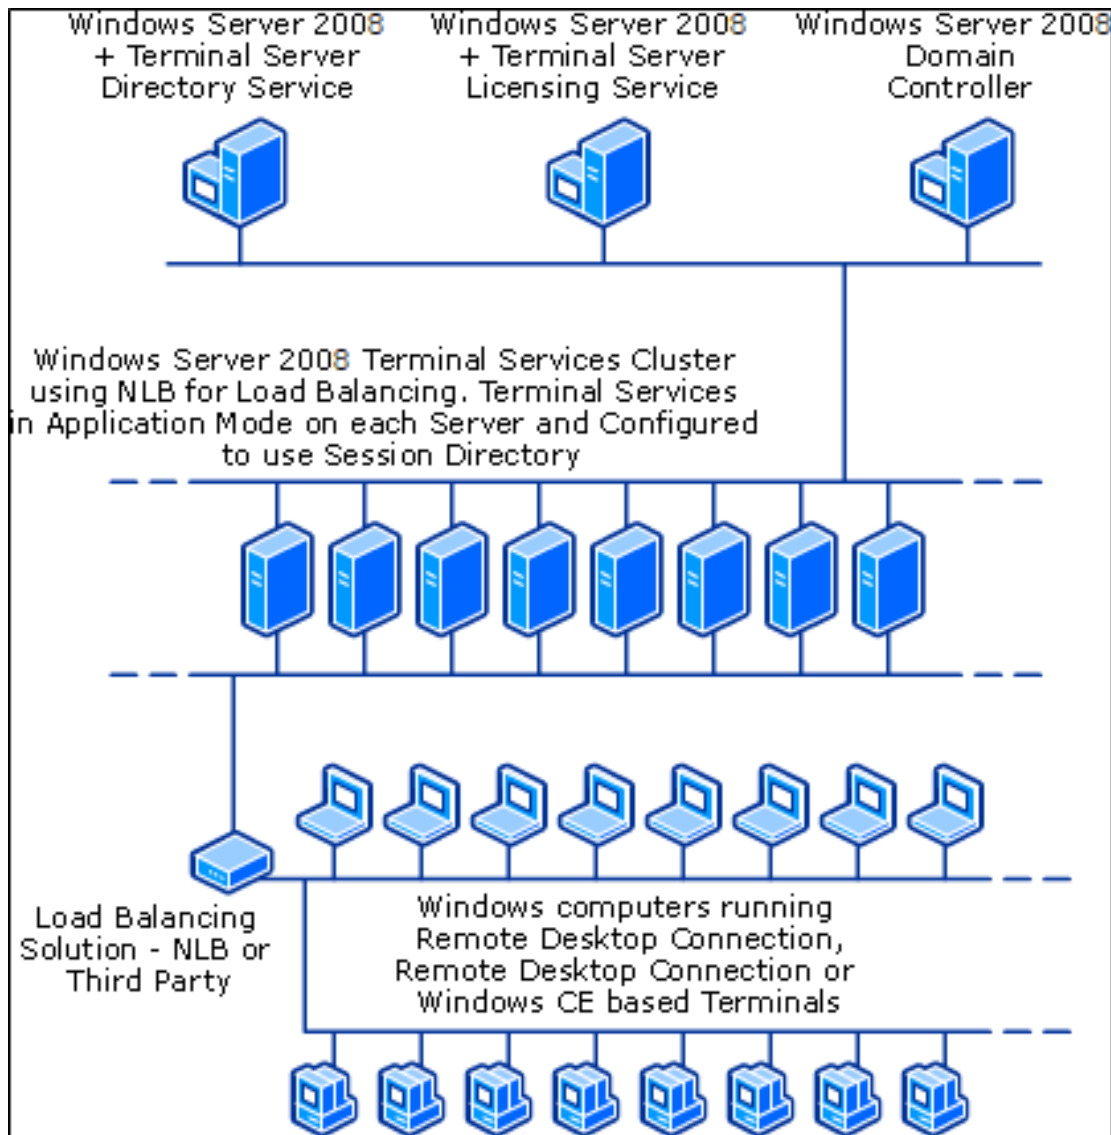 Windows Server 2008
+ Terminal Server
Directory Service
Windows Server 2008
+ Terminal Server
Licensing Service
Windows Server 2008
Domain
Controller
Windows Server 2008 Terminal Services Cluster
using NLB for Load Balancing. Terminal Services
in Application Mode on each Server and Configured
to use Session Directory
Load Balancing
Solution - NLB or
Third Party
Windows computers running
Remote Desktop Connection,
Remote Desktop Connection or
Windows CE based Terminals